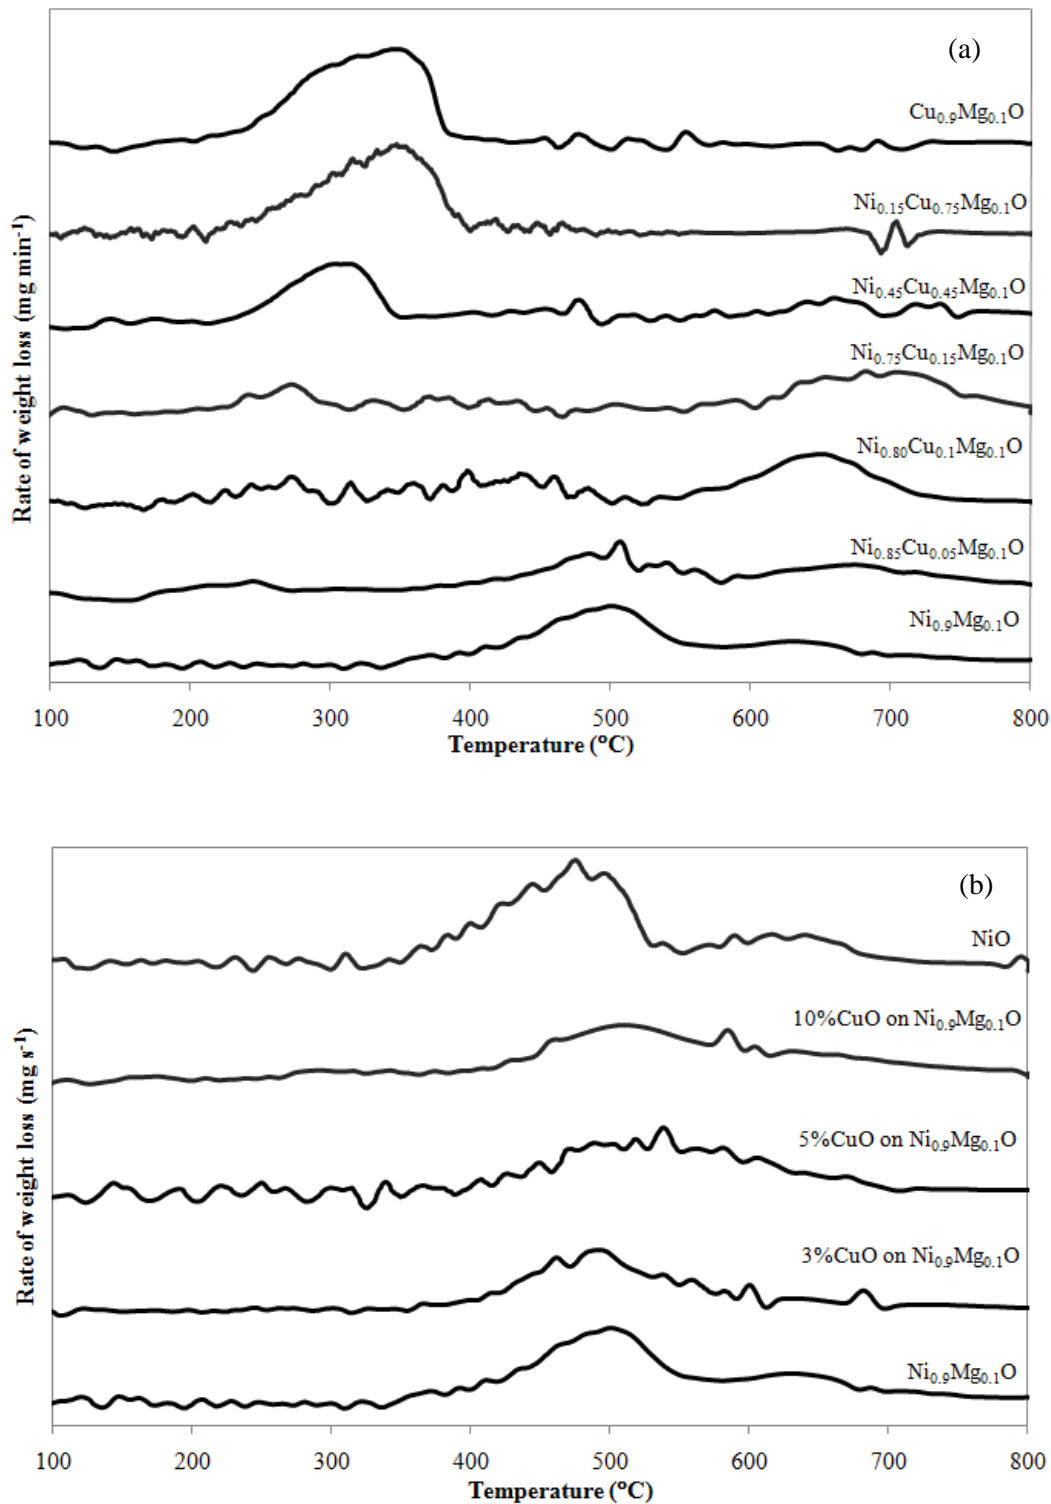 (a)
Cu₀.₉Mg₀.₁O
Ni₀.₁₅Cu₀.₇₅Mg₀.₁O
Ni₀.₄₅Cu₀.₄₅Mg₀.₁O
Ni₀.₇₅Cu₀.₁₅Mg₀.₁O
Ni₀.₈₀Cu₀.₁Mg₀.₁O
Ni₀.₈₅Cu₀.₀₅Mg₀.₁O
Ni₀.₉Mg₀.₁O
Rate of weight loss (mg min⁻¹)
100 200 300 400 500 600 700 800
Temperature (°C)
(b)
NiO
10%CuO on Ni₀.₉Mg₀.₁O
5%CuO on Ni₀.₉Mg₀.₁O
3%CuO on Ni₀.₉Mg₀.₁O
Ni₀.₉Mg₀.₁O
Rate of weight loss (mg s⁻¹)
100 200 300 400 500 600 700 800
Temperature (°C)